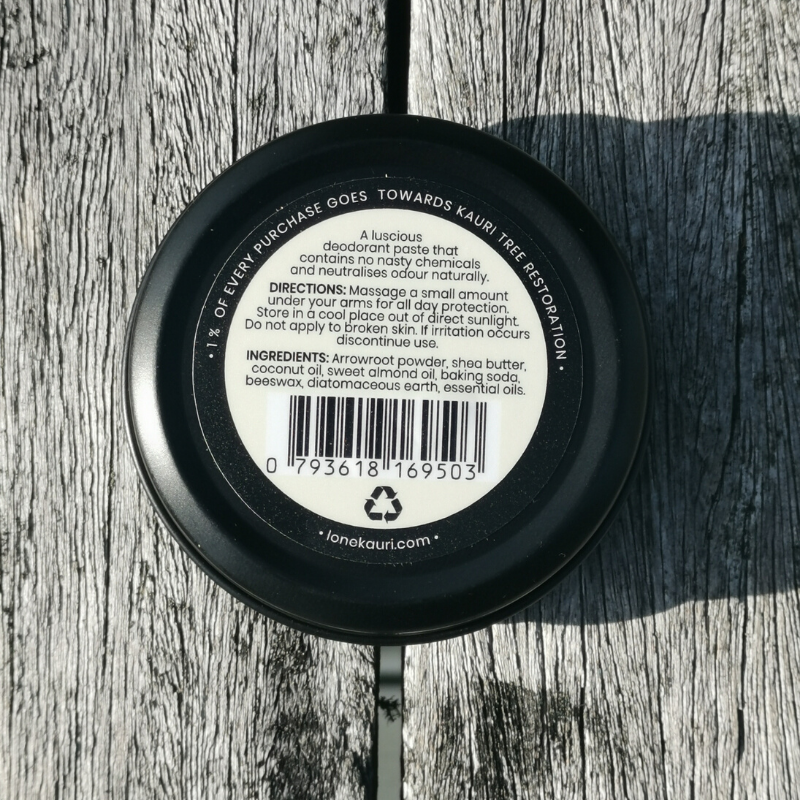 • 1 % OF EVERY PURCHASE GOES TOWARDS KAURI TREE RESTORATION •
A luscious
deodorant paste that
contains no nasty chemicals
and neutralises odour naturally.
DIRECTIONS: Massage a small amount
under your arms for all day protection.
Store in a cool place out of direct sunlight.
Do not apply to broken skin. If irritation occurs
discontinue use.
INGREDIENTS: Arrowroot powder, shea butter,
coconut oil, sweet almond oil, baking soda,
beeswax, diatomaceous earth, essential oils.
0 793618 169503
• lonekauri.com •